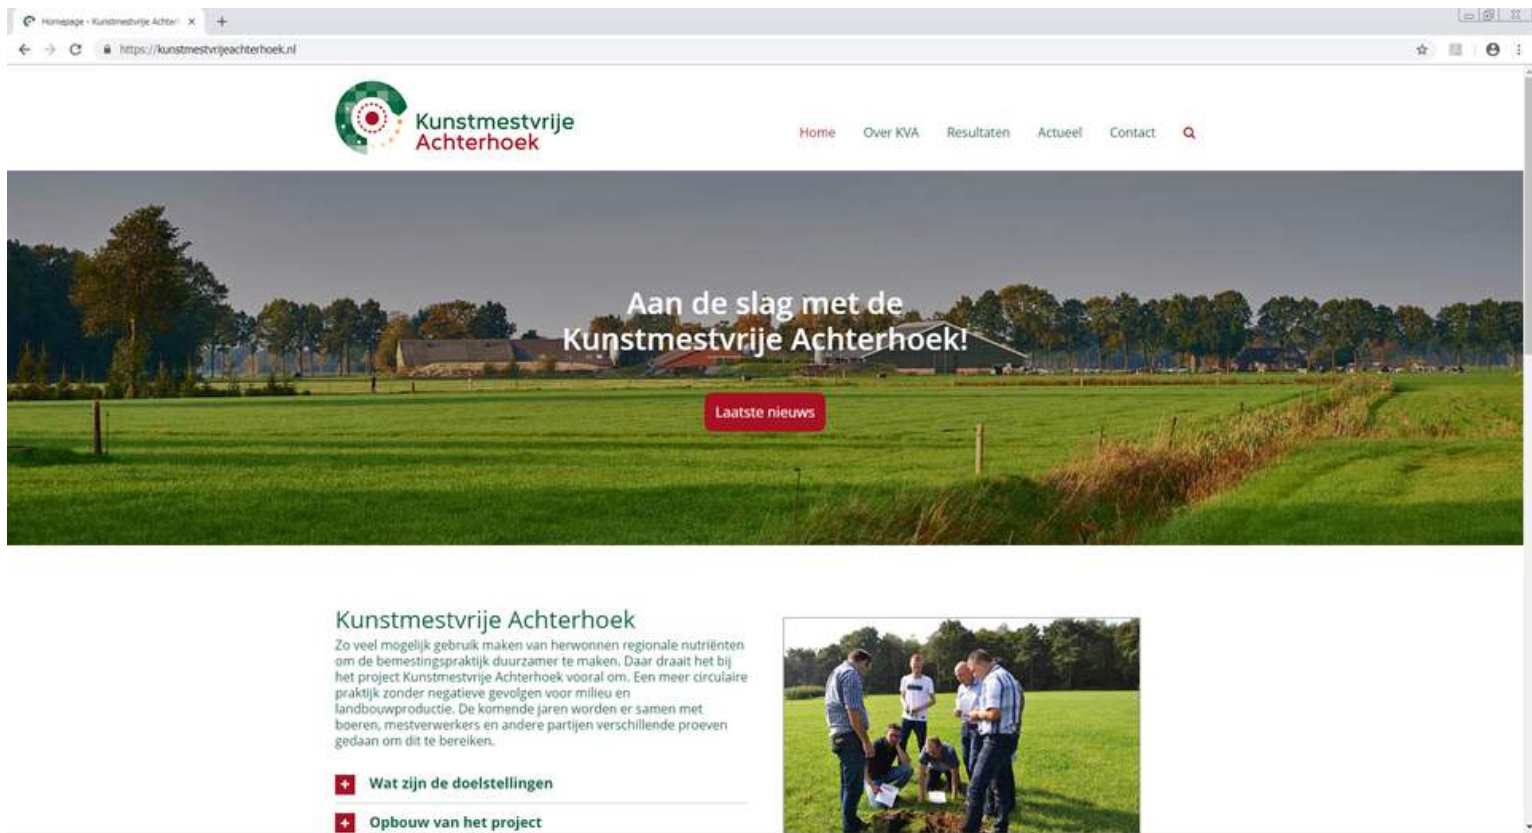 Homepage - Kunstmestvrije Achter
https://kunstmestvrijeachterhoek.nl
Kunstmestvrije
Achterhoek
Home Over KVA Resultaten Actueel Contact
Aan de slag met de
Kunstmestvrije Achterhoek!
Laatste nieuws
Kunstmestvrije Achterhoek
Zo veel mogelijk gebruik maken van herwonnen regionale nutriënten
om de bemestingspraktijk duurzamer te maken. Daar draait het bij
het project Kunstmestvrije Achterhoek vooral om. Een meer circulaire
praktijk zonder negatieve gevolgen voor milieu en
landbouwproductie. De komende jaren worden er samen met
boeren, mestverwerkers en andere partijen verschillende proeven
gedaan om dit te bereiken.
Wat zijn de doelstellingen
Opbouw van het project